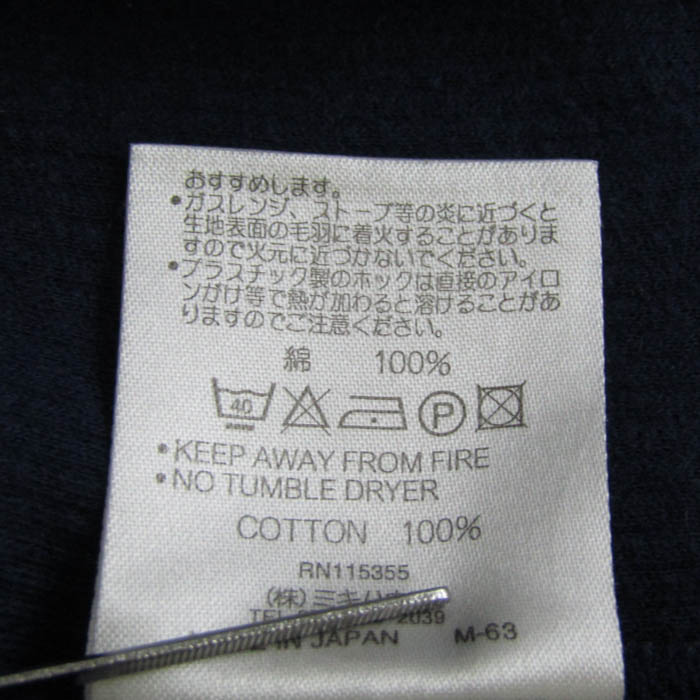 おすすめします。
•ガスレンジ、ストーブ等の炎に近づくと
生地表面の毛羽に着火することがありま
すので火元に近づかないでください。
•プラスチック製のホックは直接のアイロ
ンがけ等で熱が加わると溶けることがあ
りますのでご注意ください。
綿 100%
40 P
•KEEP AWAY FROM FIRE
•NO TUMBLE DRYER
COTTON 100%
RN115355
(株)ミキハウス
TEL 2039
IN JAPAN M-63